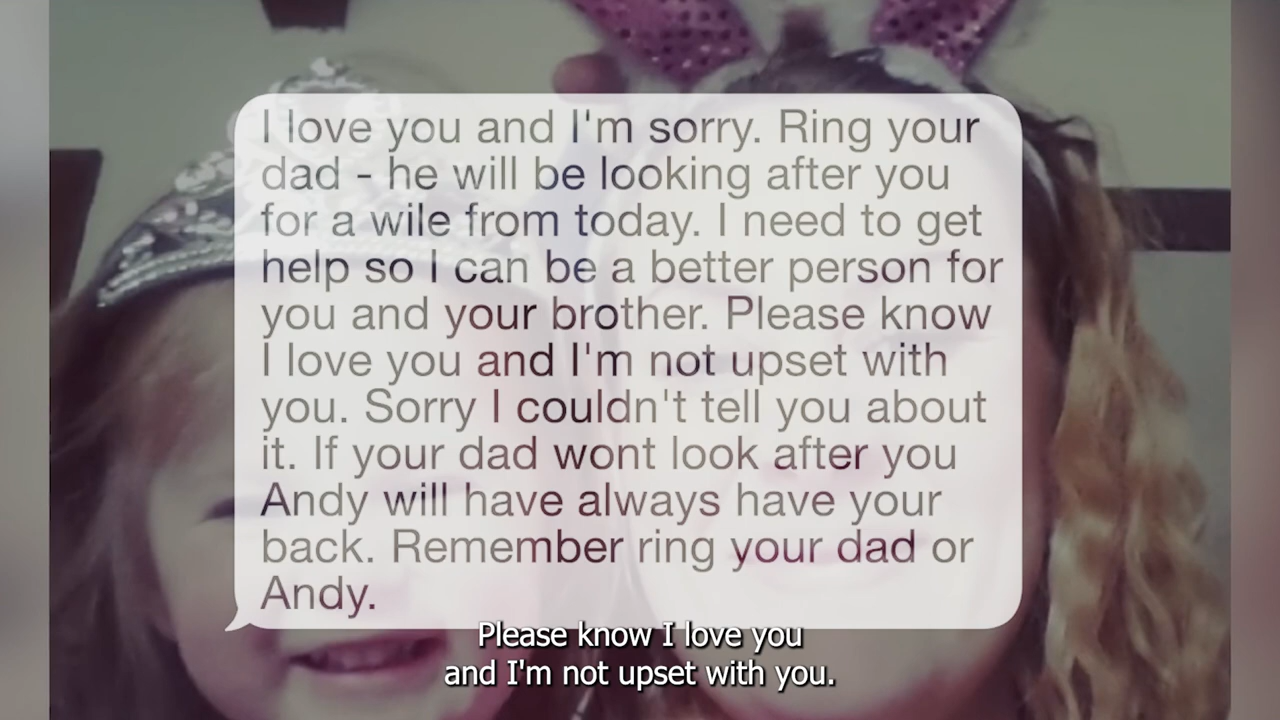 I love you and I'm sorry. Ring your
dad - he will be looking after you
for a wile from today. I need to get
help so I can be a better person for
you and your brother. Please know
I love you and I'm not upset with
you. Sorry I couldn't tell you about
it. If your dad wont look after you
Andy will have always have your
back. Remember ring your dad or
Andy.
Please know I love you
and I'm not upset with you.